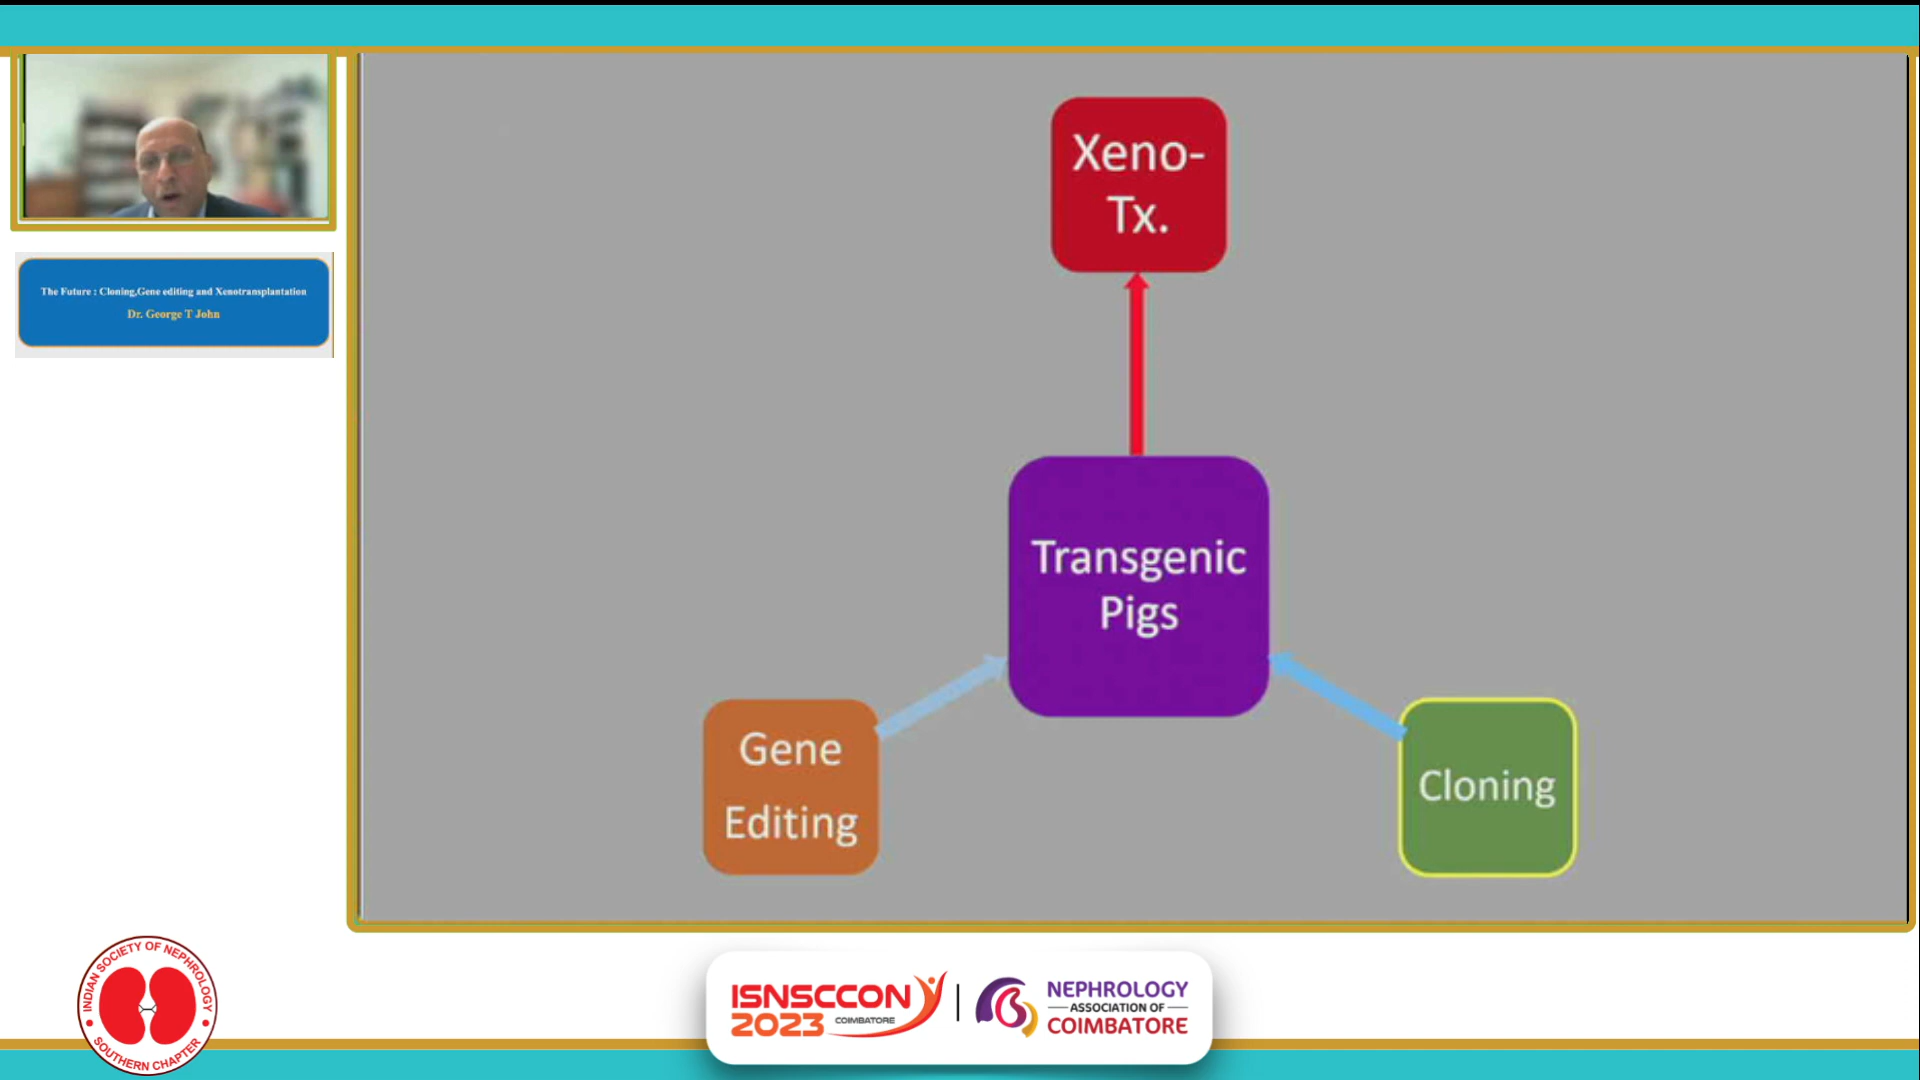 The Future : Cloning,Gene editing and Xenotransplantation
Dr. George T John
Xeno-
Tx.
Transgenic
Pigs
Gene
Editing
Cloning
INDIAN SOCIETY OF NEPHROLOGY
SOUTHERN CHAPTER
ISNSCCON
2023 COIMBATORE
NEPHROLOGY
ASSOCIATION OF
COIMBATORE